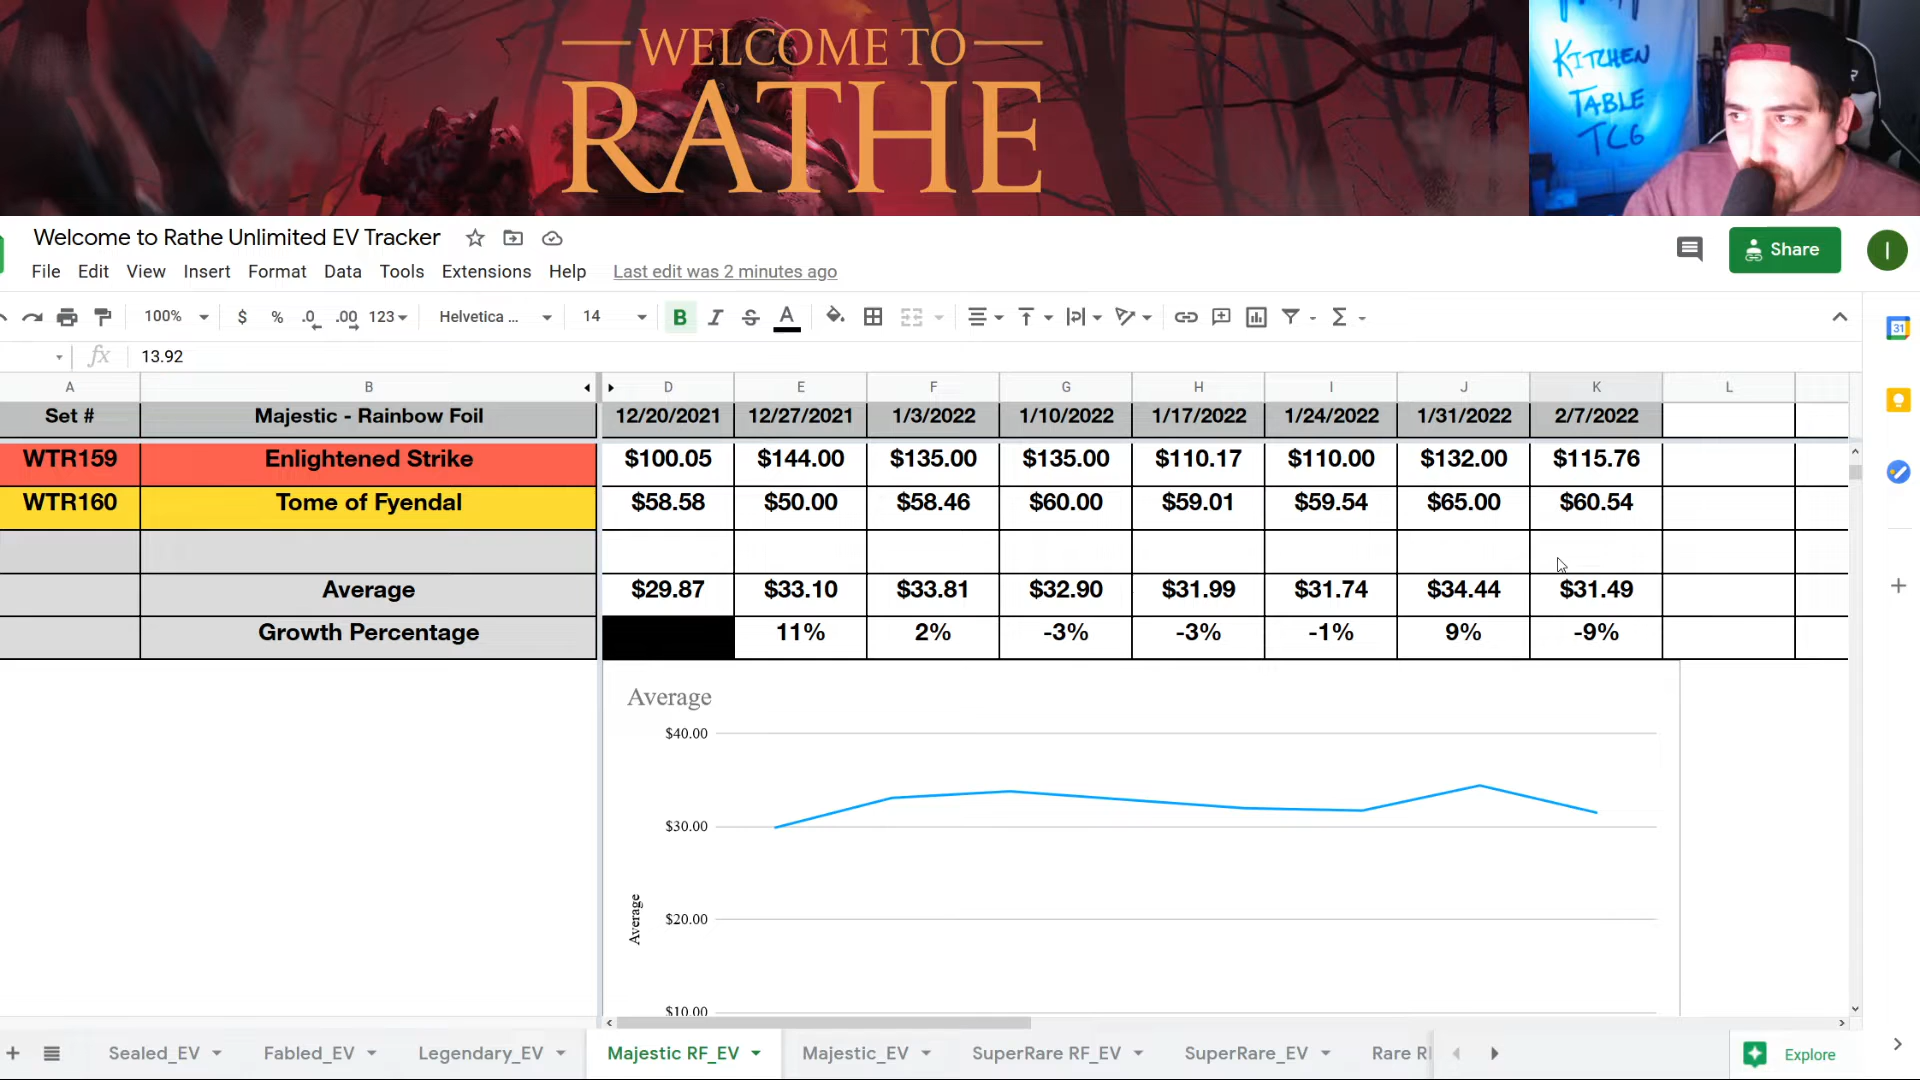 WELCOME TO
RATHE
KITCHEN
TABLE
TCG
Welcome to Rathe Unlimited EV Tracker
Share
I
File Edit View Insert Format Data Tools Extensions Help Last edit was 2 minutes ago
100% $ % .0 .00 123 Helvetica ... 14 B I S A Σ
31
fx 13.92
A B D E F G H I J K L
Set # Majestic - Rainbow Foil 12/20/2021 12/27/2021 1/3/2022 1/10/2022 1/17/2022 1/24/2022 1/31/2022 2/7/2022
WTR159 Enlightened Strike $100.05 $144.00 $135.00 $135.00 $110.17 $110.00 $132.00 $115.76
WTR160 Tome of Fyendal $58.58 $50.00 $58.46 $60.00 $59.01 $59.54 $65.00 $60.54
Average $29.87 $33.10 $33.81 $32.90 $31.99 $31.74 $34.44 $31.49
Growth Percentage 11% 2% -3% -3% -1% 9% -9%
Average
$40.00
$30.00
$20.00
$10.00
Average
Sealed_EV Fabled_EV Legendary_EV Majestic RF_EV Majestic_EV SuperRare RF_EV SuperRare_EV Rare R
Explore